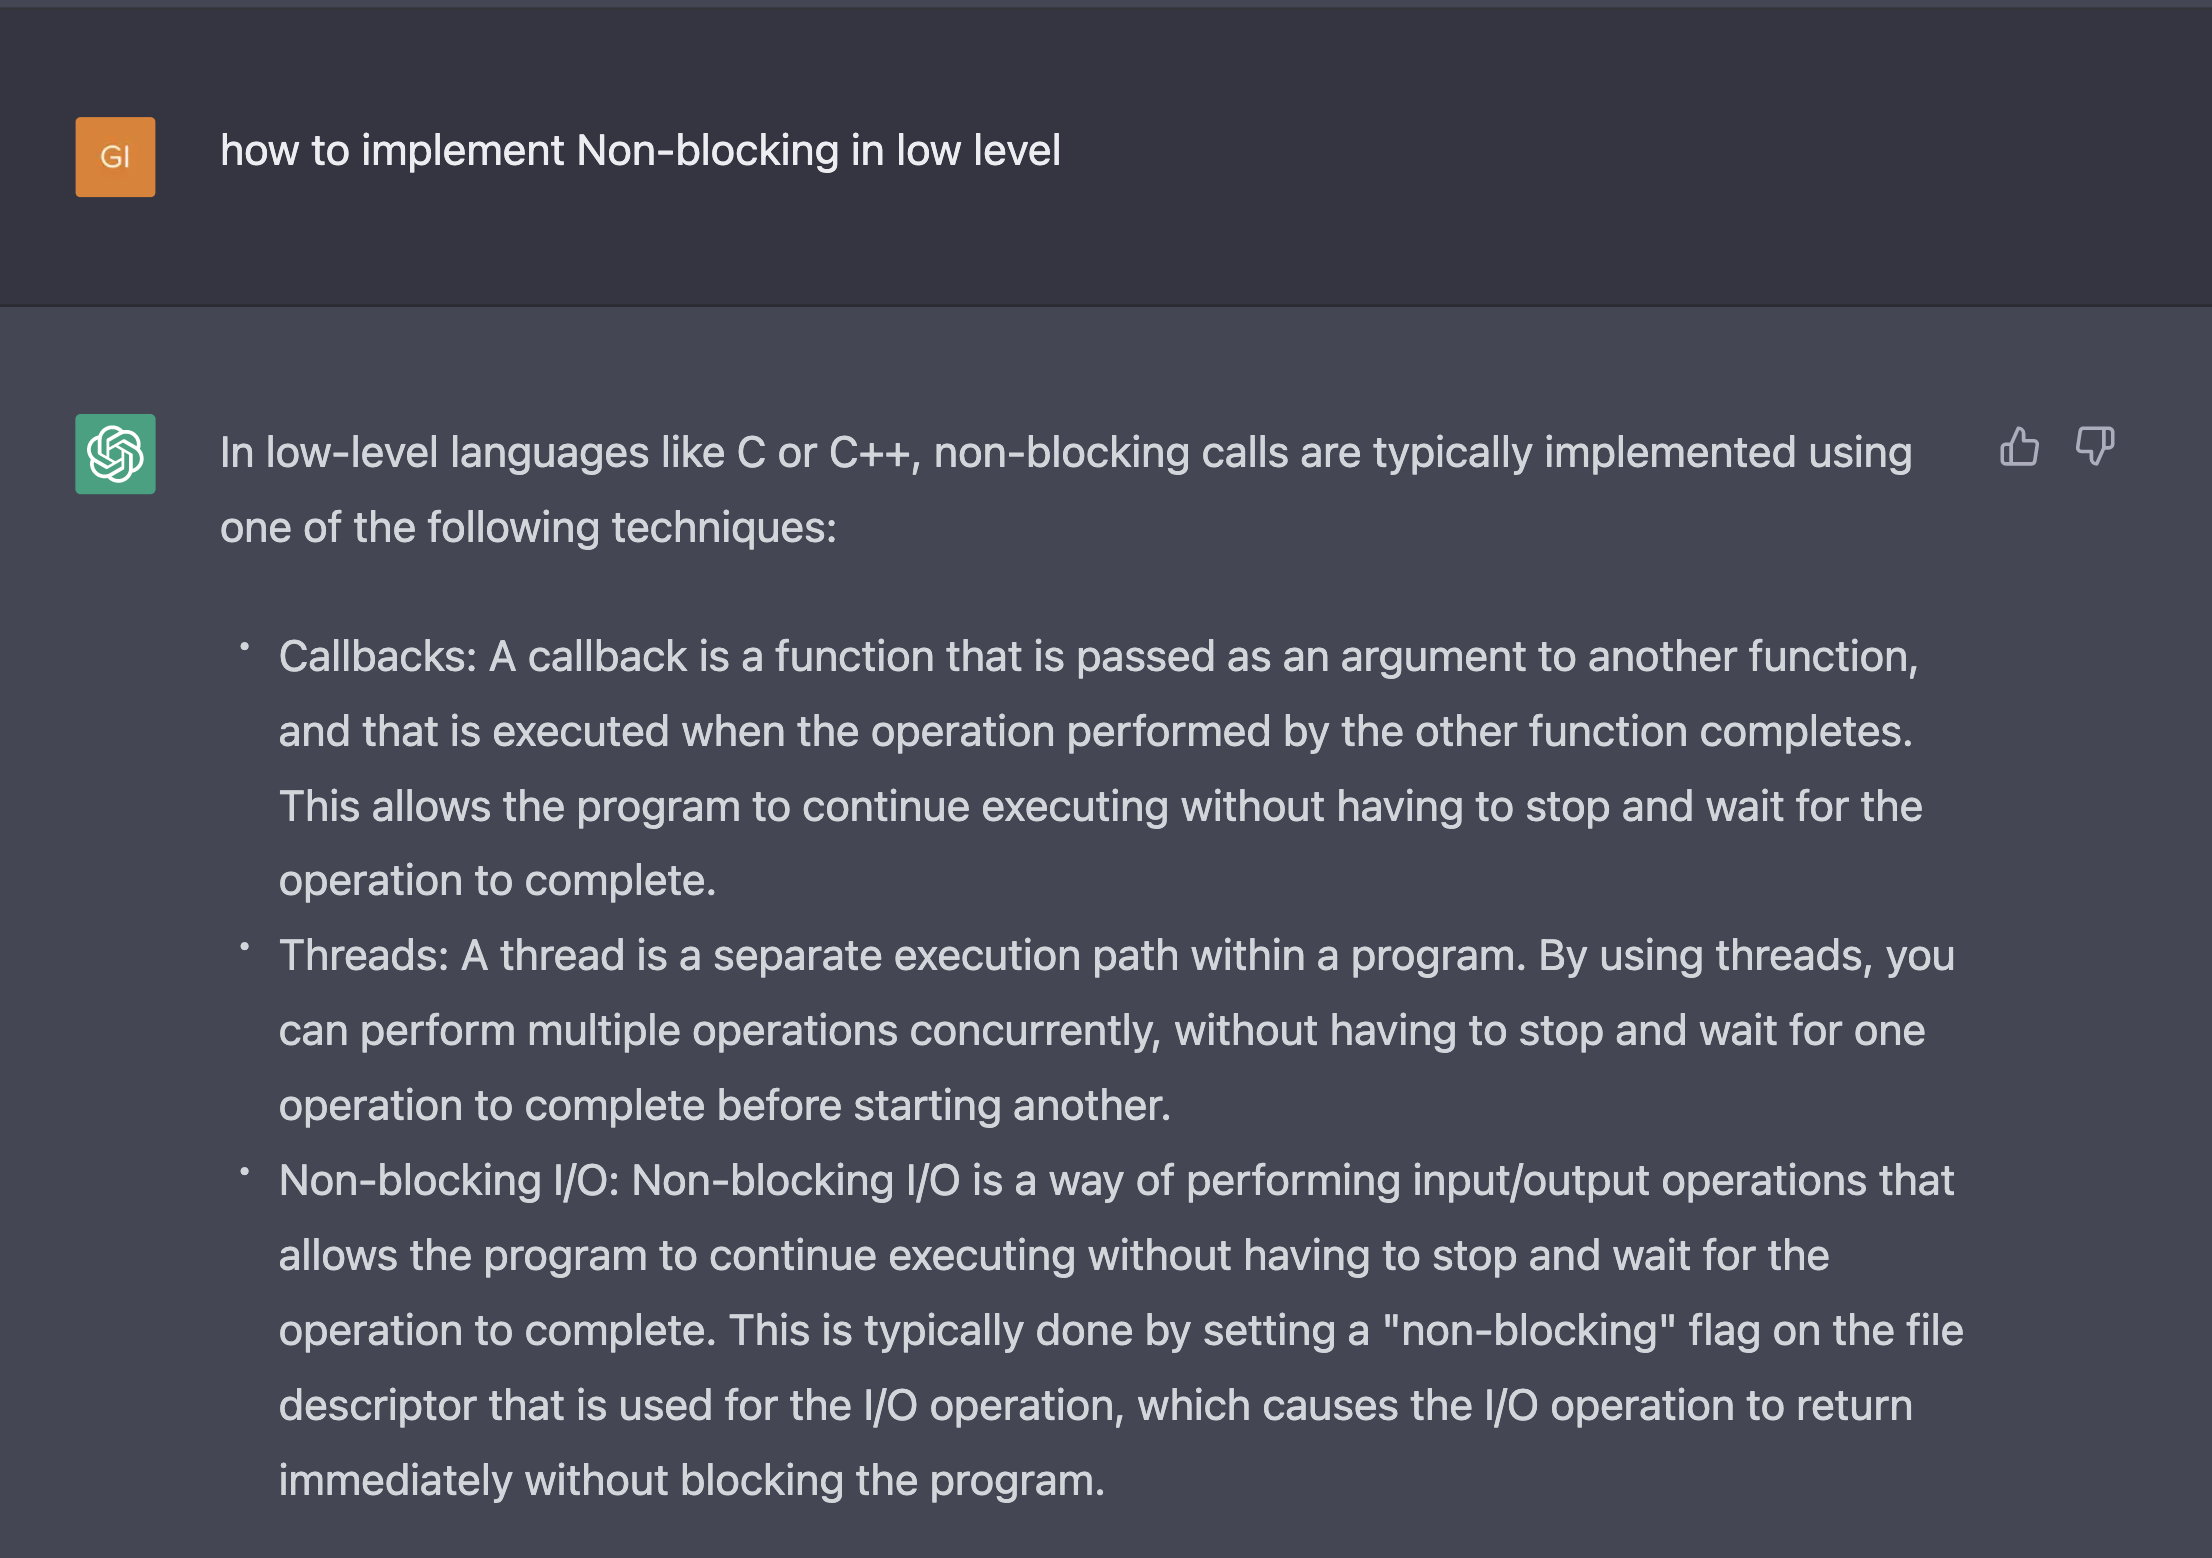 GI
how to implement Non-blocking in low level
In low-level languages like C or C++, non-blocking calls are typically implemented using
one of the following techniques:
• Callbacks: A callback is a function that is passed as an argument to another function,
and that is executed when the operation performed by the other function completes.
This allows the program to continue executing without having to stop and wait for the
operation to complete.
• Threads: A thread is a separate execution path within a program. By using threads, you
can perform multiple operations concurrently, without having to stop and wait for one
operation to complete before starting another.
• Non-blocking I/O: Non-blocking I/O is a way of performing input/output operations that
allows the program to continue executing without having to stop and wait for the
operation to complete. This is typically done by setting a "non-blocking" flag on the file
descriptor that is used for the I/O operation, which causes the I/O operation to return
immediately without blocking the program.